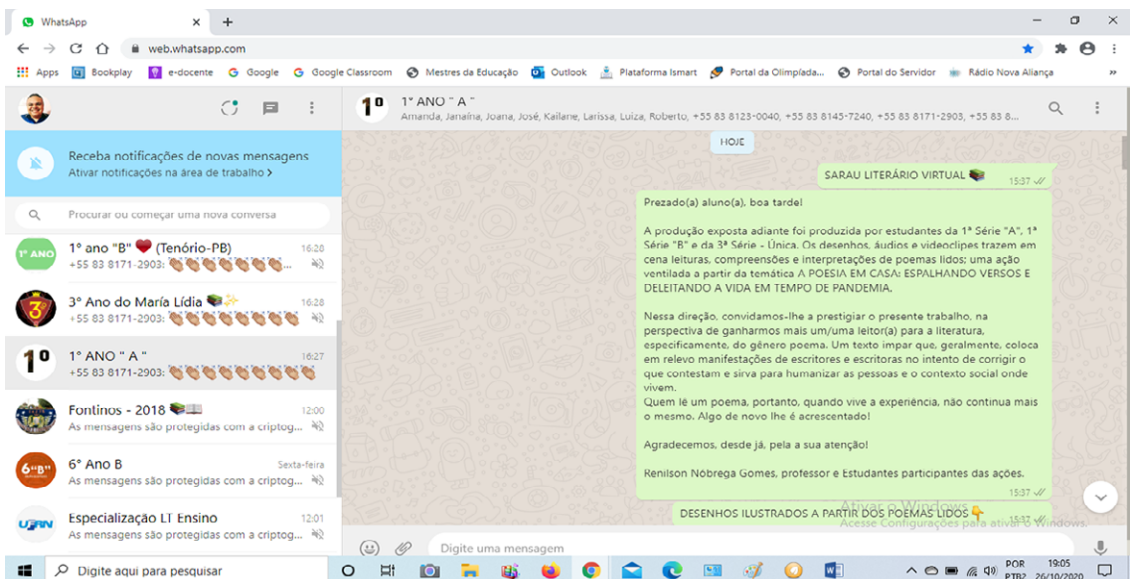 WhatsApp
web.whatsapp.com
Apps Bookplay e-docente Google Google Classroom Mestres da Educação Outlook Plataforma Ismart Portal da Olimpíada... Portal do Servidor Rádio Nova Aliança
Receba notificações de novas mensagens
Ativar notificações na área de trabalho
Procurar ou começar uma nova conversa
1º ANO
1° ano "B" ❤ (Tenório-PB) 16:28
+55 83 8171-2903: 👏👏👏👏👏👏👏...
3° Ano do María Lídia 📚✨ 16:28
+55 83 8171-2903: 👏👏👏👏👏👏👏👏
1º
1° ANO " A " 16:27
+55 83 8171-2903: 👏👏👏👏👏👏👏👏👏
Fontinos - 2018 📚📖 12:00
As mensagens são protegidas com a criptog...
6"B"
6° Ano B Sexta-feira
As mensagens são protegidas com a criptog...
UFRN
Especialização LT Ensino 12:01
As mensagens são protegidas com a criptog...
1º
1° ANO " A "
Amanda, Janaína, Joana, José, Kailane, Larissa, Luiza, Roberto, +55 83 8123-0040, +55 83 8145-7240, +55 83 8171-2903, +55 83 8...
HOJE
SARAU LITERÁRIO VIRTUAL 📚 15:37
Prezado(a) aluno(a), boa tarde!
A produção exposta adiante foi produzida por estudantes da 1ª Série "A", 1ª
Série "B" e da 3ª Série - Única. Os desenhos, áudios e videoclipes trazem em
cena leituras, compreensões e interpretações de poemas lidos; uma ação
ventilada a partir da temática A POESIA EM CASA: ESPALHANDO VERSOS E
DELEITANDO A VIDA EM TEMPO DE PANDEMIA.
Nessa direção, convidamos-lhe a prestigiar o presente trabalho, na
perspectiva de ganharmos mais um/uma leitor(a) para a literatura,
especificamente, do gênero poema. Um texto impar que, geralmente, coloca
em relevo manifestações de escritores e escritoras no intento de corrigir o
que contestam e sirva para humanizar as pessoas e o contexto social onde
vivem.
Quem lê um poema, portanto, quando vive a experiência, não continua mais
o mesmo. Algo de novo lhe é acrescentado!
Agradecemos, desde já, pela a sua atenção!
Renilson Nóbrega Gomes, professor e Estudantes participantes das ações.
15:37
DESENHOS ILUSTRADOS A PARTIR DOS POEMAS LIDOS 👇 15:37
Ativar o Windows
Acesse Configurações para ativar o Windows.
Digite uma mensagem
Digite aqui para pesquisar
POR 19:05
PTB2 26/10/2020